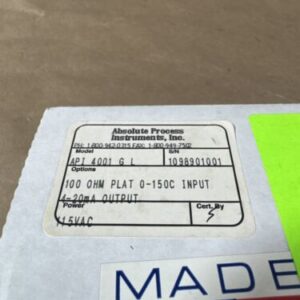 Absolute Process
Instruments, Inc.
PH: 1-800-942-0315 FAX: 1-800-949-7502
Model S/N
API 4001 G L 1098901001
Options
100 OHM PLAT 0-150C INPUT
4-20mA OUTPUT
Power Cert. By
115VAC
MADE